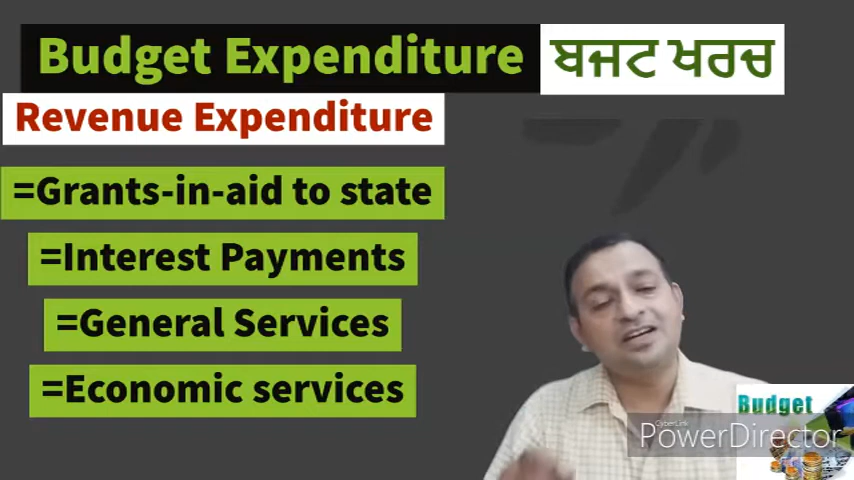 Budget Expenditure ਬਜਟ ਖਰਚ
Revenue Expenditure
=Grants-in-aid to state
=Interest Payments
=General Services
=Economic services
Budget
CyberLink
PowerDirector